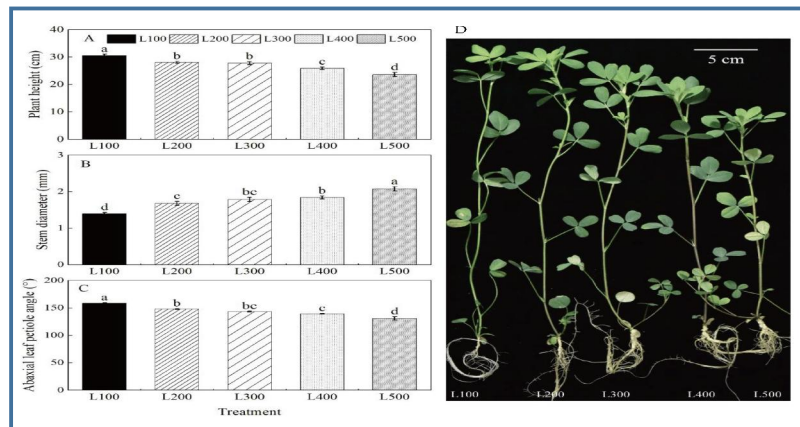 A
L100 L200 L300 L400 L500
Plant height (cm)
40
30
20
10
0
a b b c d
L100 L200 L300 L400 L500
B
Stem diameter (mm)
3
2
1
0
d c bc b a
L100 L200 L300 L400 L500
C
Abaxial leaf petiole angle (°)
200
150
100
50
0
a b bc c d
L100 L200 L300 L400 L500
Treatment
D
5 cm
L100 L200 L300 L400 L500